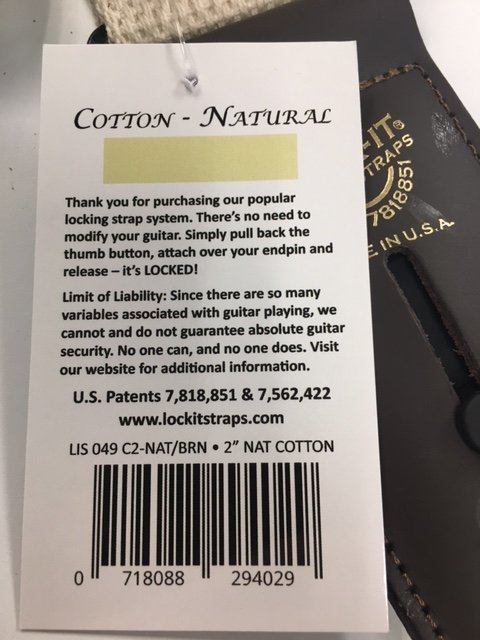 COTTON - NATURAL
Thank you for purchasing our popular
locking strap system. There's no need to
modify your guitar. Simply pull back the
thumb button, attach over your endpin and
release – it's LOCKED!
Limit of Liability: Since there are so many
variables associated with guitar playing, we
cannot and do not guarantee absolute guitar
security. No one can, and no one does. Visit
our website for additional information.
U.S. Patents 7,818,851 & 7,562,422
www.lockitstraps.com
LIS 049 C2-NAT/BRN • 2" NAT COTTON
0 718088 294029
-IT®
TRAPS
7818851
E IN U.S.A.